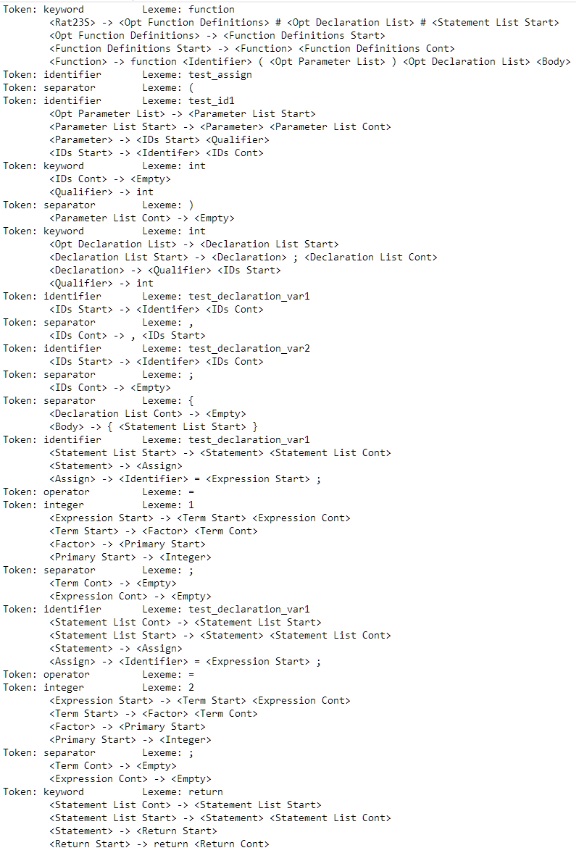 Token: keyword Lexeme: function
<Rat23S> -> <Opt Function Definitions> # <Opt Declaration List> # <Statement List Start>
<Opt Function Definitions> -> <Function Definitions Start>
<Function Definitions Start> -> <Function> <Function Definitions Cont>
<Function> -> function <Identifier> ( <Opt Parameter List> ) <Opt Declaration List> <Body>
Token: identifier Lexeme: test_assign
Token: separator Lexeme: (
Token: identifier Lexeme: test_id1
<Opt Parameter List> -> <Parameter List Start>
<Parameter List Start> -> <Parameter> <Parameter List Cont>
<Parameter> -> <IDs Start> <Qualifier>
<IDs Start> -> <Identifer> <IDs Cont>
Token: keyword Lexeme: int
<IDs Cont> -> <Empty>
<Qualifier> -> int
Token: separator Lexeme: )
<Parameter List Cont> -> <Empty>
Token: keyword Lexeme: int
<Opt Declaration List> -> <Declaration List Start>
<Declaration List Start> -> <Declaration> ; <Declaration List Cont>
<Declaration> -> <Qualifier> <IDs Start>
<Qualifier> -> int
Token: identifier Lexeme: test_declaration_var1
<IDs Start> -> <Identifer> <IDs Cont>
Token: separator Lexeme: ,
<IDs Cont> -> , <IDs Start>
Token: identifier Lexeme: test_declaration_var2
<IDs Start> -> <Identifer> <IDs Cont>
Token: separator Lexeme: ;
<IDs Cont> -> <Empty>
Token: separator Lexeme: {
<Declaration List Cont> -> <Empty>
<Body> -> { <Statement List Start> }
Token: identifier Lexeme: test_declaration_var1
<Statement List Start> -> <Statement> <Statement List Cont>
<Statement> -> <Assign>
<Assign> -> <Identifier> = <Expression Start> ;
Token: operator Lexeme: =
Token: integer Lexeme: 1
<Expression Start> -> <Term Start> <Expression Cont>
<Term Start> -> <Factor> <Term Cont>
<Factor> -> <Primary Start>
<Primary Start> -> <Integer>
Token: separator Lexeme: ;
<Term Cont> -> <Empty>
<Expression Cont> -> <Empty>
Token: identifier Lexeme: test_declaration_var1
<Statement List Cont> -> <Statement List Start>
<Statement List Start> -> <Statement> <Statement List Cont>
<Statement> -> <Assign>
<Assign> -> <Identifier> = <Expression Start> ;
Token: operator Lexeme: =
Token: integer Lexeme: 2
<Expression Start> -> <Term Start> <Expression Cont>
<Term Start> -> <Factor> <Term Cont>
<Factor> -> <Primary Start>
<Primary Start> -> <Integer>
Token: separator Lexeme: ;
<Term Cont> -> <Empty>
<Expression Cont> -> <Empty>
Token: keyword Lexeme: return
<Statement List Cont> -> <Statement List Start>
<Statement List Start> -> <Statement> <Statement List Cont>
<Statement> -> <Return Start>
<Return Start> -> return <Return Cont>